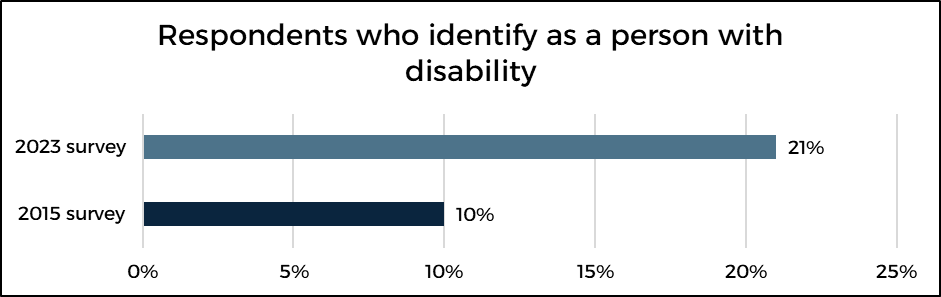 Respondents who identify as a person with
disability
2023 survey
21%
2015 survey
10%
0% 5% 10% 15% 20% 25%